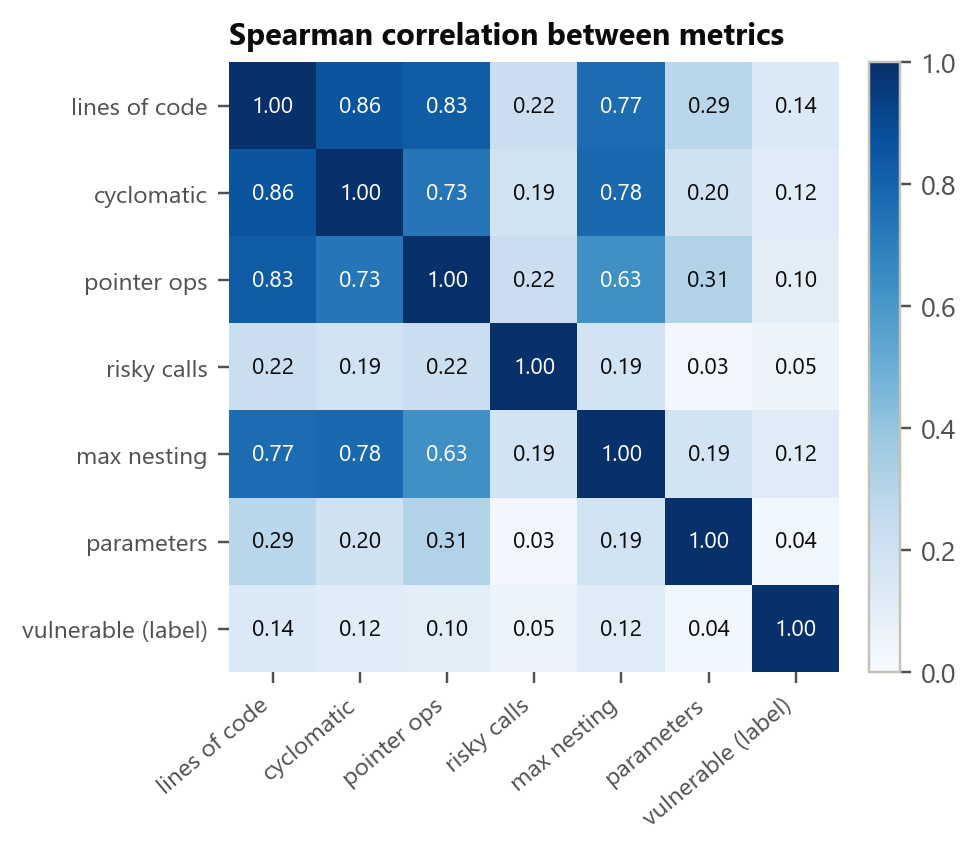 Spearman correlation between metrics
lines of code 1.00 0.86 0.83 0.22 0.77 0.29 0.14
cyclomatic 0.86 1.00 0.73 0.19 0.78 0.20 0.12
pointer ops 0.83 0.73 1.00 0.22 0.63 0.31 0.10
risky calls 0.22 0.19 0.22 1.00 0.19 0.03 0.05
max nesting 0.77 0.78 0.63 0.19 1.00 0.19 0.12
parameters 0.29 0.20 0.31 0.03 0.19 1.00 0.04
vulnerable (label) 0.14 0.12 0.10 0.05 0.12 0.04 1.00
lines of code
cyclomatic
pointer ops
risky calls
max nesting
parameters
vulnerable (label)
1.0
0.8
0.6
0.4
0.2
0.0